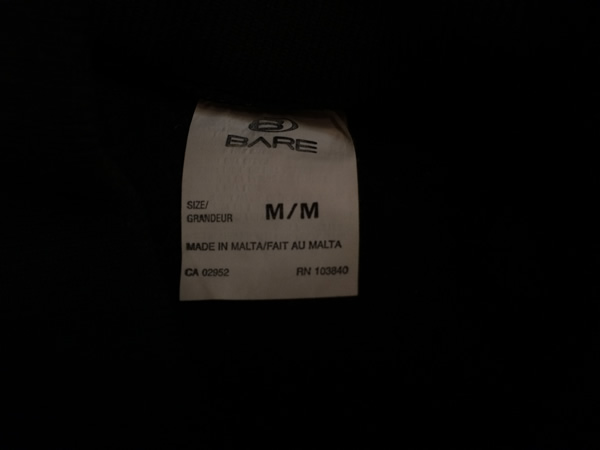 BARE
SIZE/
GRANDEUR
M/M
MADE IN MALTA/FAIT AU MALTA
CA 02952 RN 103840